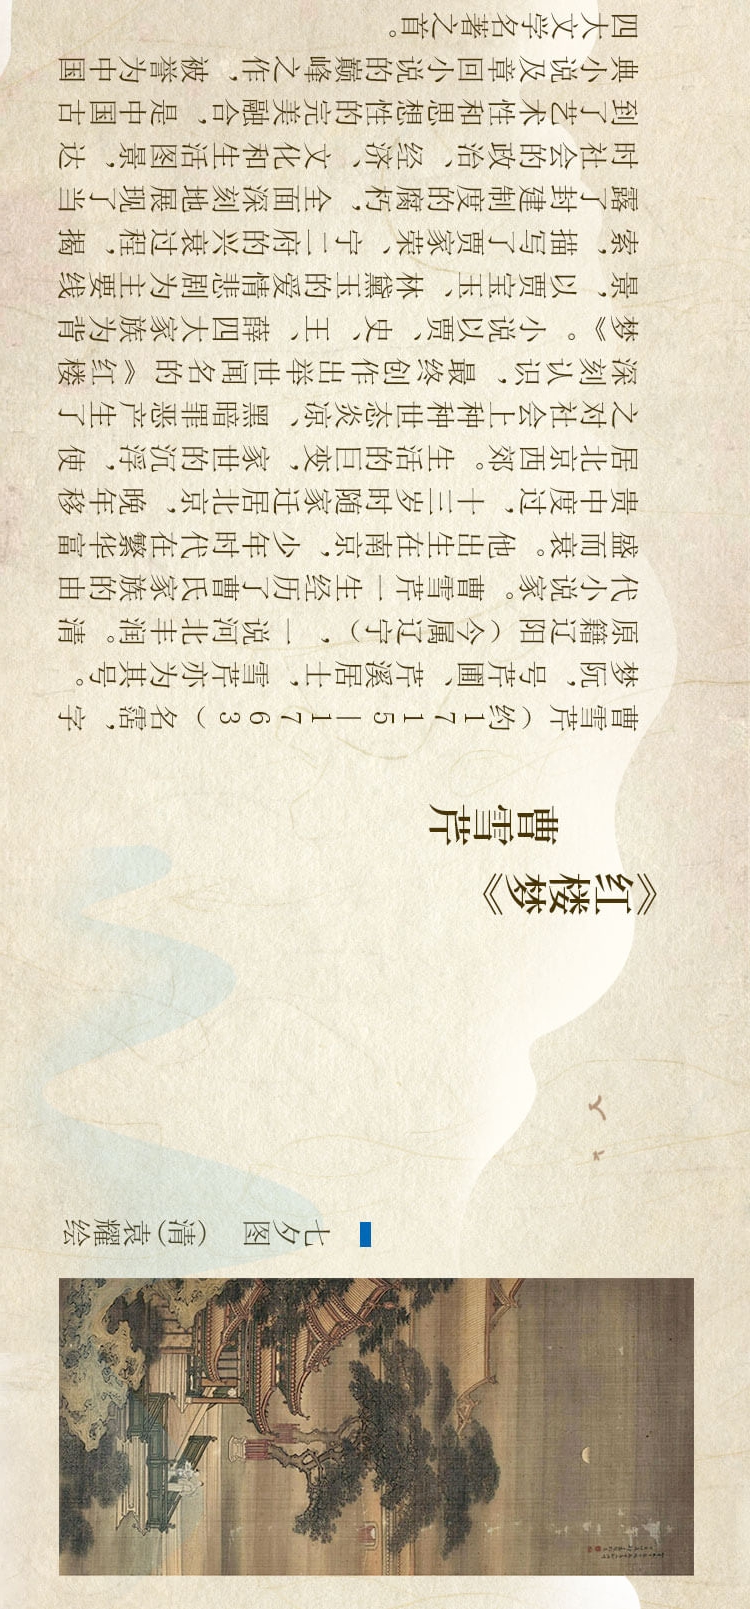 七夕图 （清）袁耀绘
《红楼梦》
曹雪芹
曹雪芹（约1715—1763）名霑，字
梦阮，号芹圃、芹溪居士，雪芹亦为其号。
原籍辽阳（今属辽宁），一说河北丰润。清
代小说家。曹雪芹一生经历了曹氏家族的由
盛而衰。他出生在南京，少年时代在繁华富
贵中度过，十三岁时随家迁居北京，晚年移
居北京西郊。生活的巨变，家世的沉浮，使
之对社会上种种世态炎凉、黑暗罪恶产生了
深刻认识，最终创作出举世闻名的《红楼
梦》。小说以贾、史、王、薛四大家族为背
景，以贾宝玉、林黛玉的爱情悲剧为主要线
索，描写了贾家荣、宁二府的兴衰过程，揭
露了封建制度的腐朽，全面深刻地展现了当
时社会的政治、经济、文化和生活图景，达
到了艺术性和思想性的完美融合，是中国古
典小说及章回小说的巅峰之作，被誉为中国
四大文学名著之首。